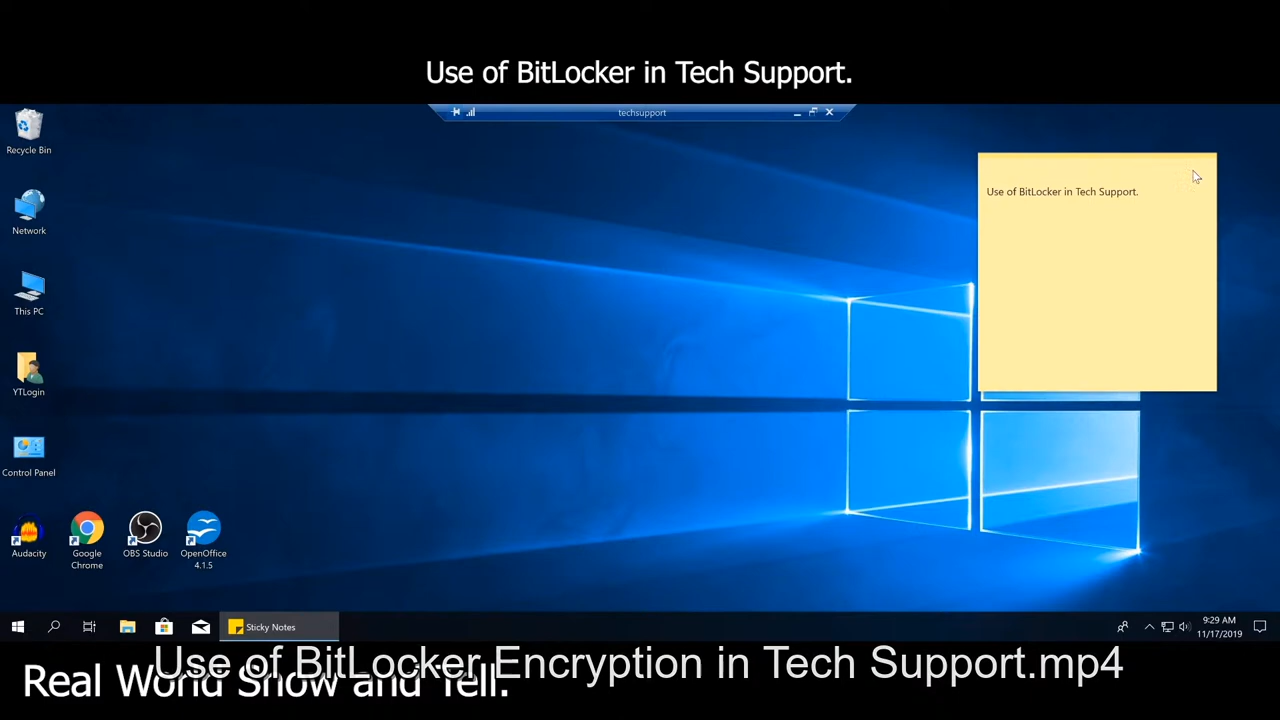 Use of BitLocker in Tech Support.
techsupport
Recycle Bin
Use of BitLocker in Tech Support.
Network
This PC
YTLogin
Control Panel
Audacity
Google
Chrome
OBS Studio
OpenOffice
4.1.5
Sticky Notes
9:29 AM
11/17/2019
Use of BitLocker Encryption in Tech Support.mp4
Real World Show and Tell.